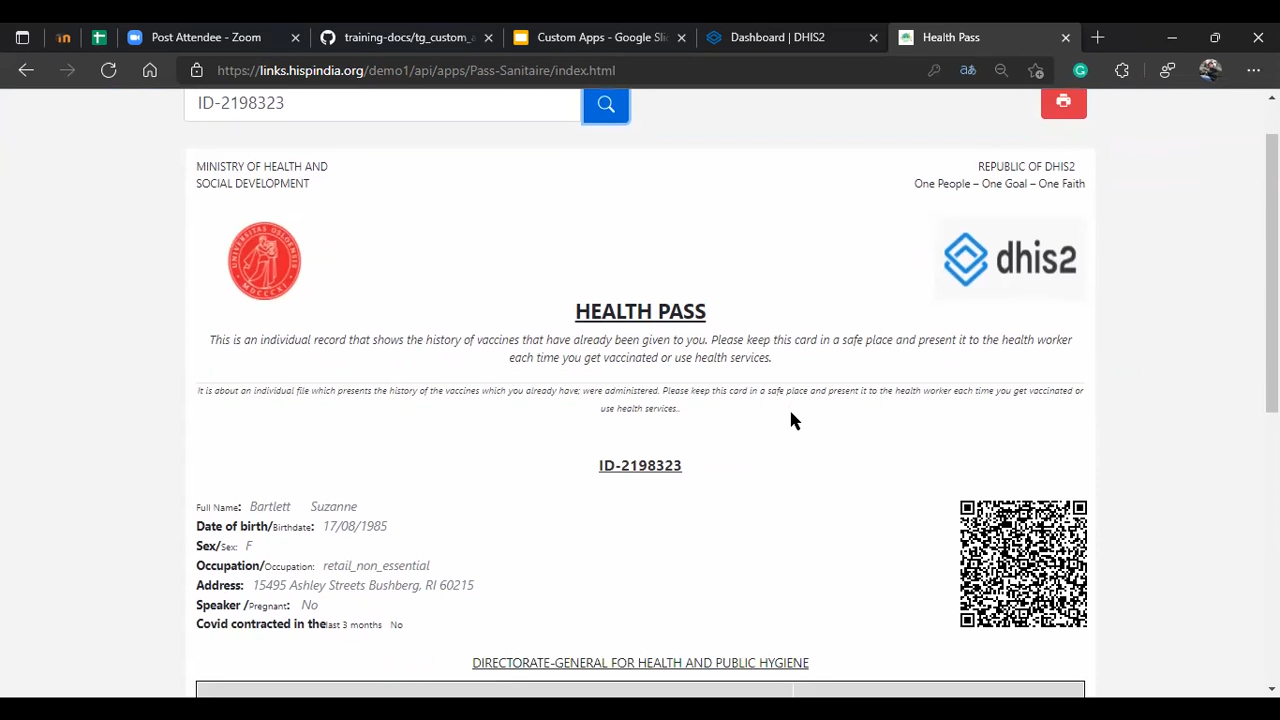 Post Attendee - Zoom
training-docs/tg_custom_a
Custom Apps - Google Slid
Dashboard | DHIS2
Health Pass
https://links.hispindia.org/demo1/api/apps/Pass-Sanitaire/index.html
ID-2198323
MINISTRY OF HEALTH AND
SOCIAL DEVELOPMENT
REPUBLIC OF DHIS2
One People – One Goal – One Faith
UNIVERSITAS OSLOENSIS
MDCCCXI
dhis2
HEALTH PASS
This is an individual record that shows the history of vaccines that have already been given to you. Please keep this card in a safe place and present it to the health worker
each time you get vaccinated or use health services.
It is about an individual file which presents the history of the vaccines which you already have; were administered. Please keep this card in a safe place and present it to the health worker each time you get vaccinated or
use health services..
ID-2198323
Full Name: Bartlett Suzanne
Date of birth/Birthdate: 17/08/1985
Sex/Sex: F
Occupation/Occupation: retail_non_essential
Address: 15495 Ashley Streets Bushberg, RI 60215
Speaker /Pregnant: No
Covid contracted in the last 3 months No
DIRECTORATE-GENERAL FOR HEALTH AND PUBLIC HYGIENE